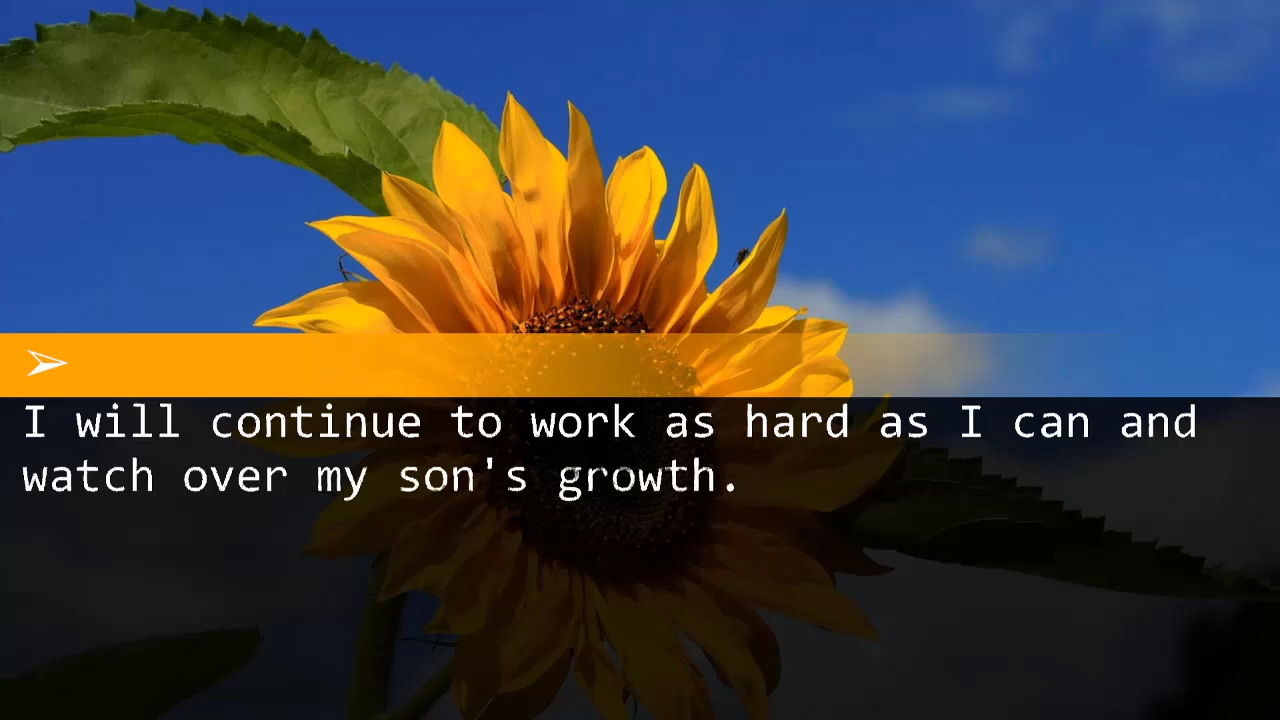 I will continue to work as hard as I can and
watch over my son's growth.